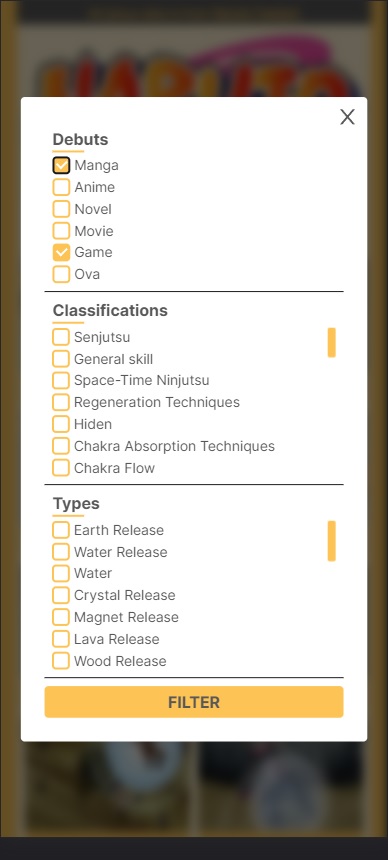 NARUTO
X
Debuts
Manga
Anime
Novel
Movie
Game
Ova
Classifications
Senjutsu
General skill
Space-Time Ninjutsu
Regeneration Techniques
Hiden
Chakra Absorption Techniques
Chakra Flow
Types
Earth Release
Water Release
Water
Crystal Release
Magnet Release
Lava Release
Wood Release
FILTER